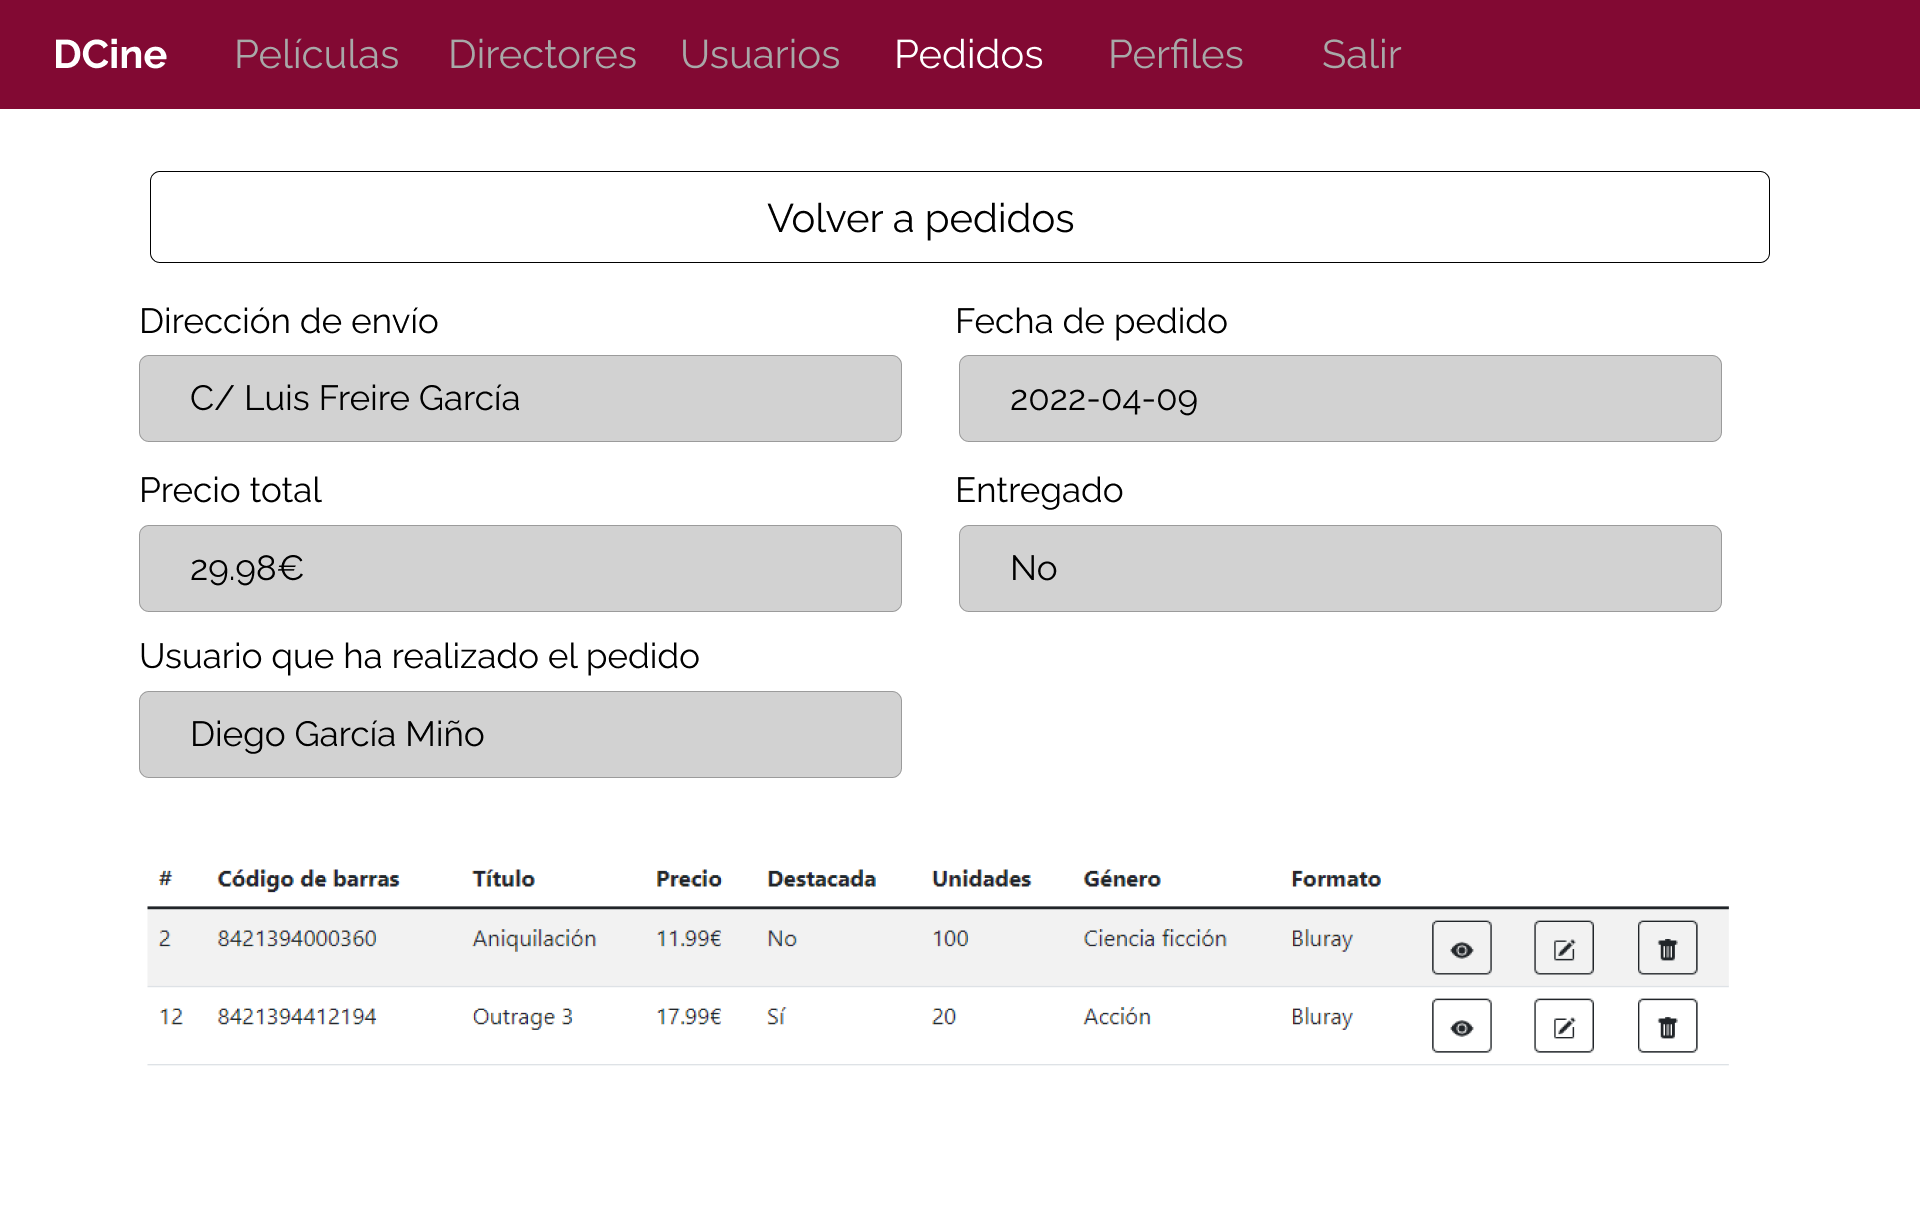 DCine Películas Directores Usuarios Pedidos Perfiles Salir
Volver a pedidos
Dirección de envío Fecha de pedido
C/ Luis Freire García 2022-04-09
Precio total Entregado
29.98€ No
Usuario que ha realizado el pedido
Diego García Miño
# Código de barras Título Precio Destacada Unidades Género Formato
2 8421394000360 Aniquilación 11.99€ No 100 Ciencia ficción Bluray
12 8421394412194 Outrage 3 17.99€ Sí 20 Acción Bluray